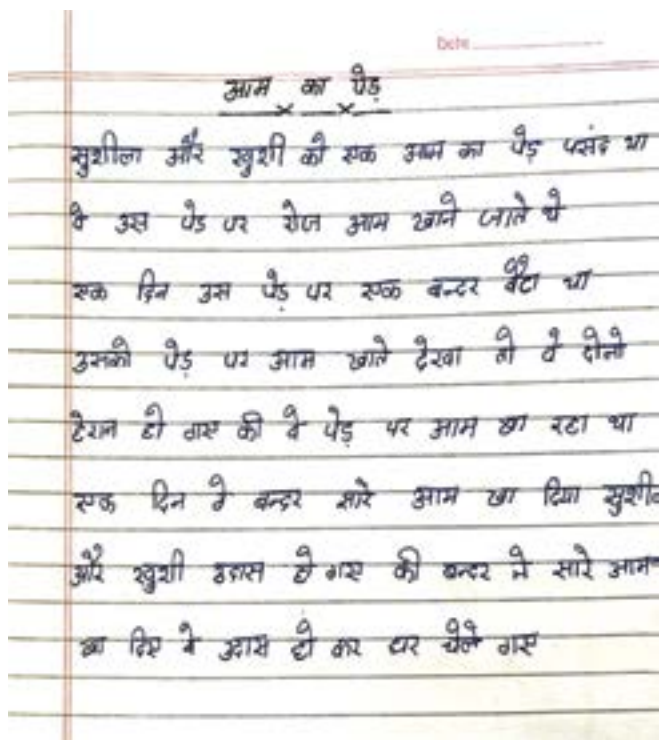 Date
आम का पेड़
सुशीला और खुशी को एक आम का पेड़ पसंद था
वे उस पेड पर रोज आम खाने जाते थे
एक दिन उस पेड़ पर एक बन्दर बैठा था
उसको पेड़ पर आम खाते देखा तो वे दोनो
हैरान हो गए की वे पेड़ पर आम खा रहा था
एक दिन वे बन्दर सारे आम खा दिया सुशील
और खुशी उदास हो गए की बन्दर ने सारे आम
खा दिए वे उदास हो कर घर चेले गए